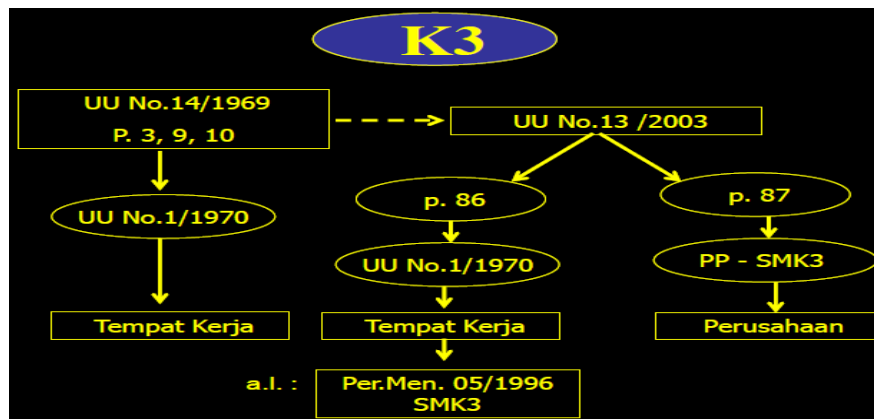 K3
UU No.14/1969
P. 3, 9, 10
UU No.13 /2003
UU No.1/1970
p. 86
p. 87
UU No.1/1970
PP - SMK3
Tempat Kerja
Tempat Kerja
Perusahaan
a.l. :
Per.Men. 05/1996
SMK3